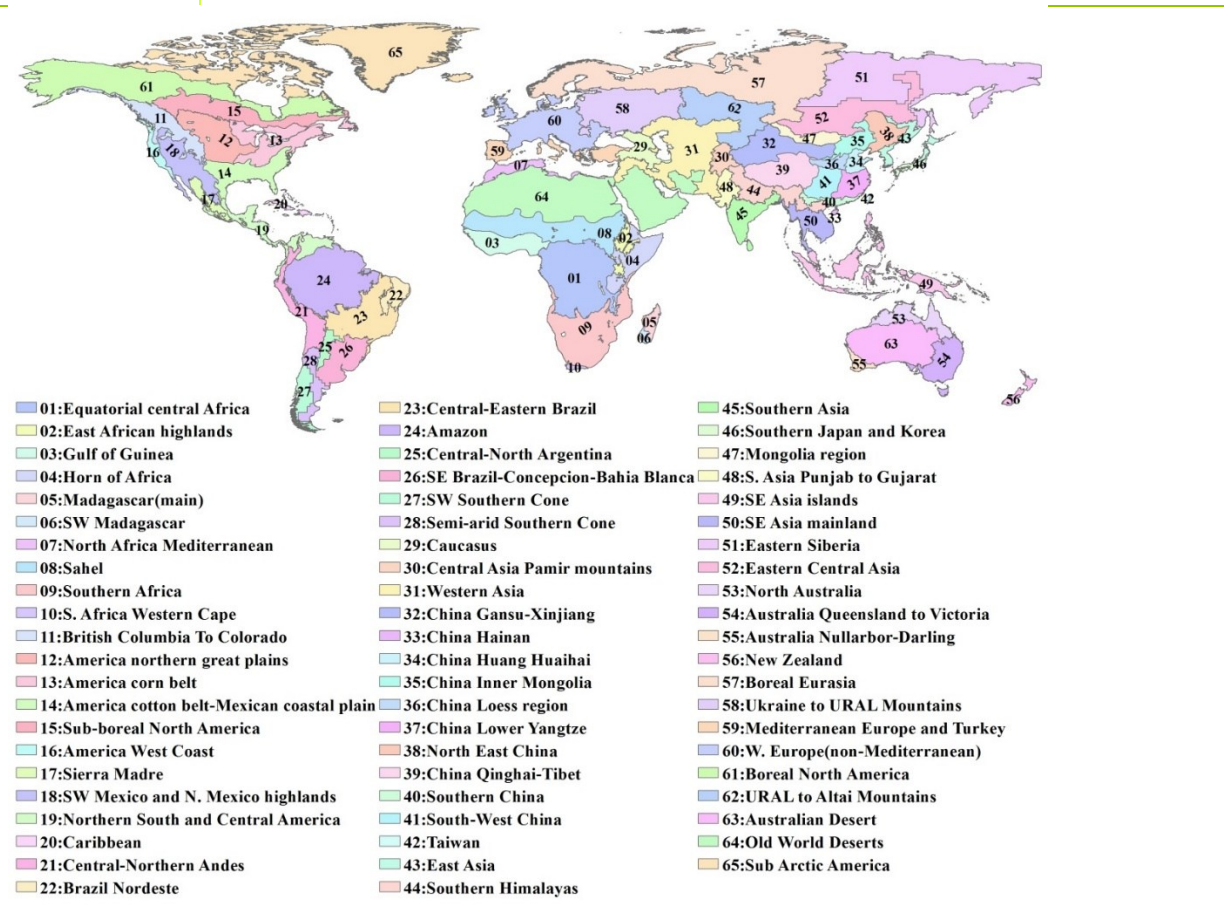 65
61
51
57
15
62
11
58
60
52
12
13
47
38
43
32
35
16
18
59
29
31
30
36
34
46
07
39
14
41
37
48
44
64
17
20
40
42
45
19
50
33
08
02
03
04
24
01
49
22
21
23
53
09
05
06
63
54
25
26
28
55
10
27
56
01:Equatorial central Africa
02:East African highlands
03:Gulf of Guinea
04:Horn of Africa
05:Madagascar(main)
06:SW Madagascar
07:North Africa Mediterranean
08:Sahel
09:Southern Africa
10:S. Africa Western Cape
11:British Columbia To Colorado
12:America northern great plains
13:America corn belt
14:America cotton belt-Mexican coastal plain
15:Sub-boreal North America
16:America West Coast
17:Sierra Madre
18:SW Mexico and N. Mexico highlands
19:Northern South and Central America
20:Caribbean
21:Central-Northern Andes
22:Brazil Nordeste
23:Central-Eastern Brazil
24:Amazon
25:Central-North Argentina
26:SE Brazil-Concepcion-Bahia Blanca
27:SW Southern Cone
28:Semi-arid Southern Cone
29:Caucasus
30:Central Asia Pamir mountains
31:Western Asia
32:China Gansu-Xinjiang
33:China Hainan
34:China Huang Huaihai
35:China Inner Mongolia
36:China Loess region
37:China Lower Yangtze
38:North East China
39:China Qinghai-Tibet
40:Southern China
41:South-West China
42:Taiwan
43:East Asia
44:Southern Himalayas
45:Southern Asia
46:Southern Japan and Korea
47:Mongolia region
48:S. Asia Punjab to Gujarat
49:SE Asia islands
50:SE Asia mainland
51:Eastern Siberia
52:Eastern Central Asia
53:North Australia
54:Australia Queensland to Victoria
55:Australia Nullarbor-Darling
56:New Zealand
57:Boreal Eurasia
58:Ukraine to URAL Mountains
59:Mediterranean Europe and Turkey
60:W. Europe(non-Mediterranean)
61:Boreal North America
62:URAL to Altai Mountains
63:Australian Desert
64:Old World Deserts
65:Sub Arctic America